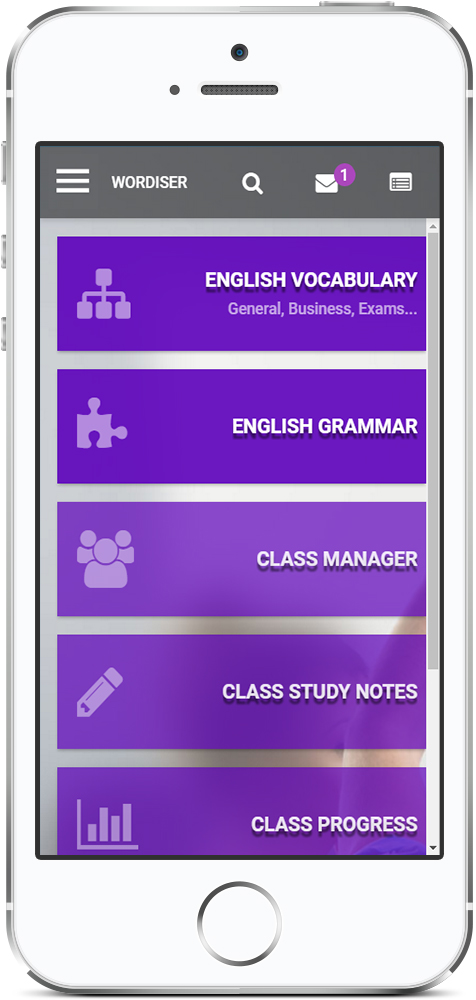 WORDISER
1
ENGLISH VOCABULARY
General, Business, Exams...
ENGLISH GRAMMAR
CLASS MANAGER
CLASS STUDY NOTES
CLASS PROGRESS